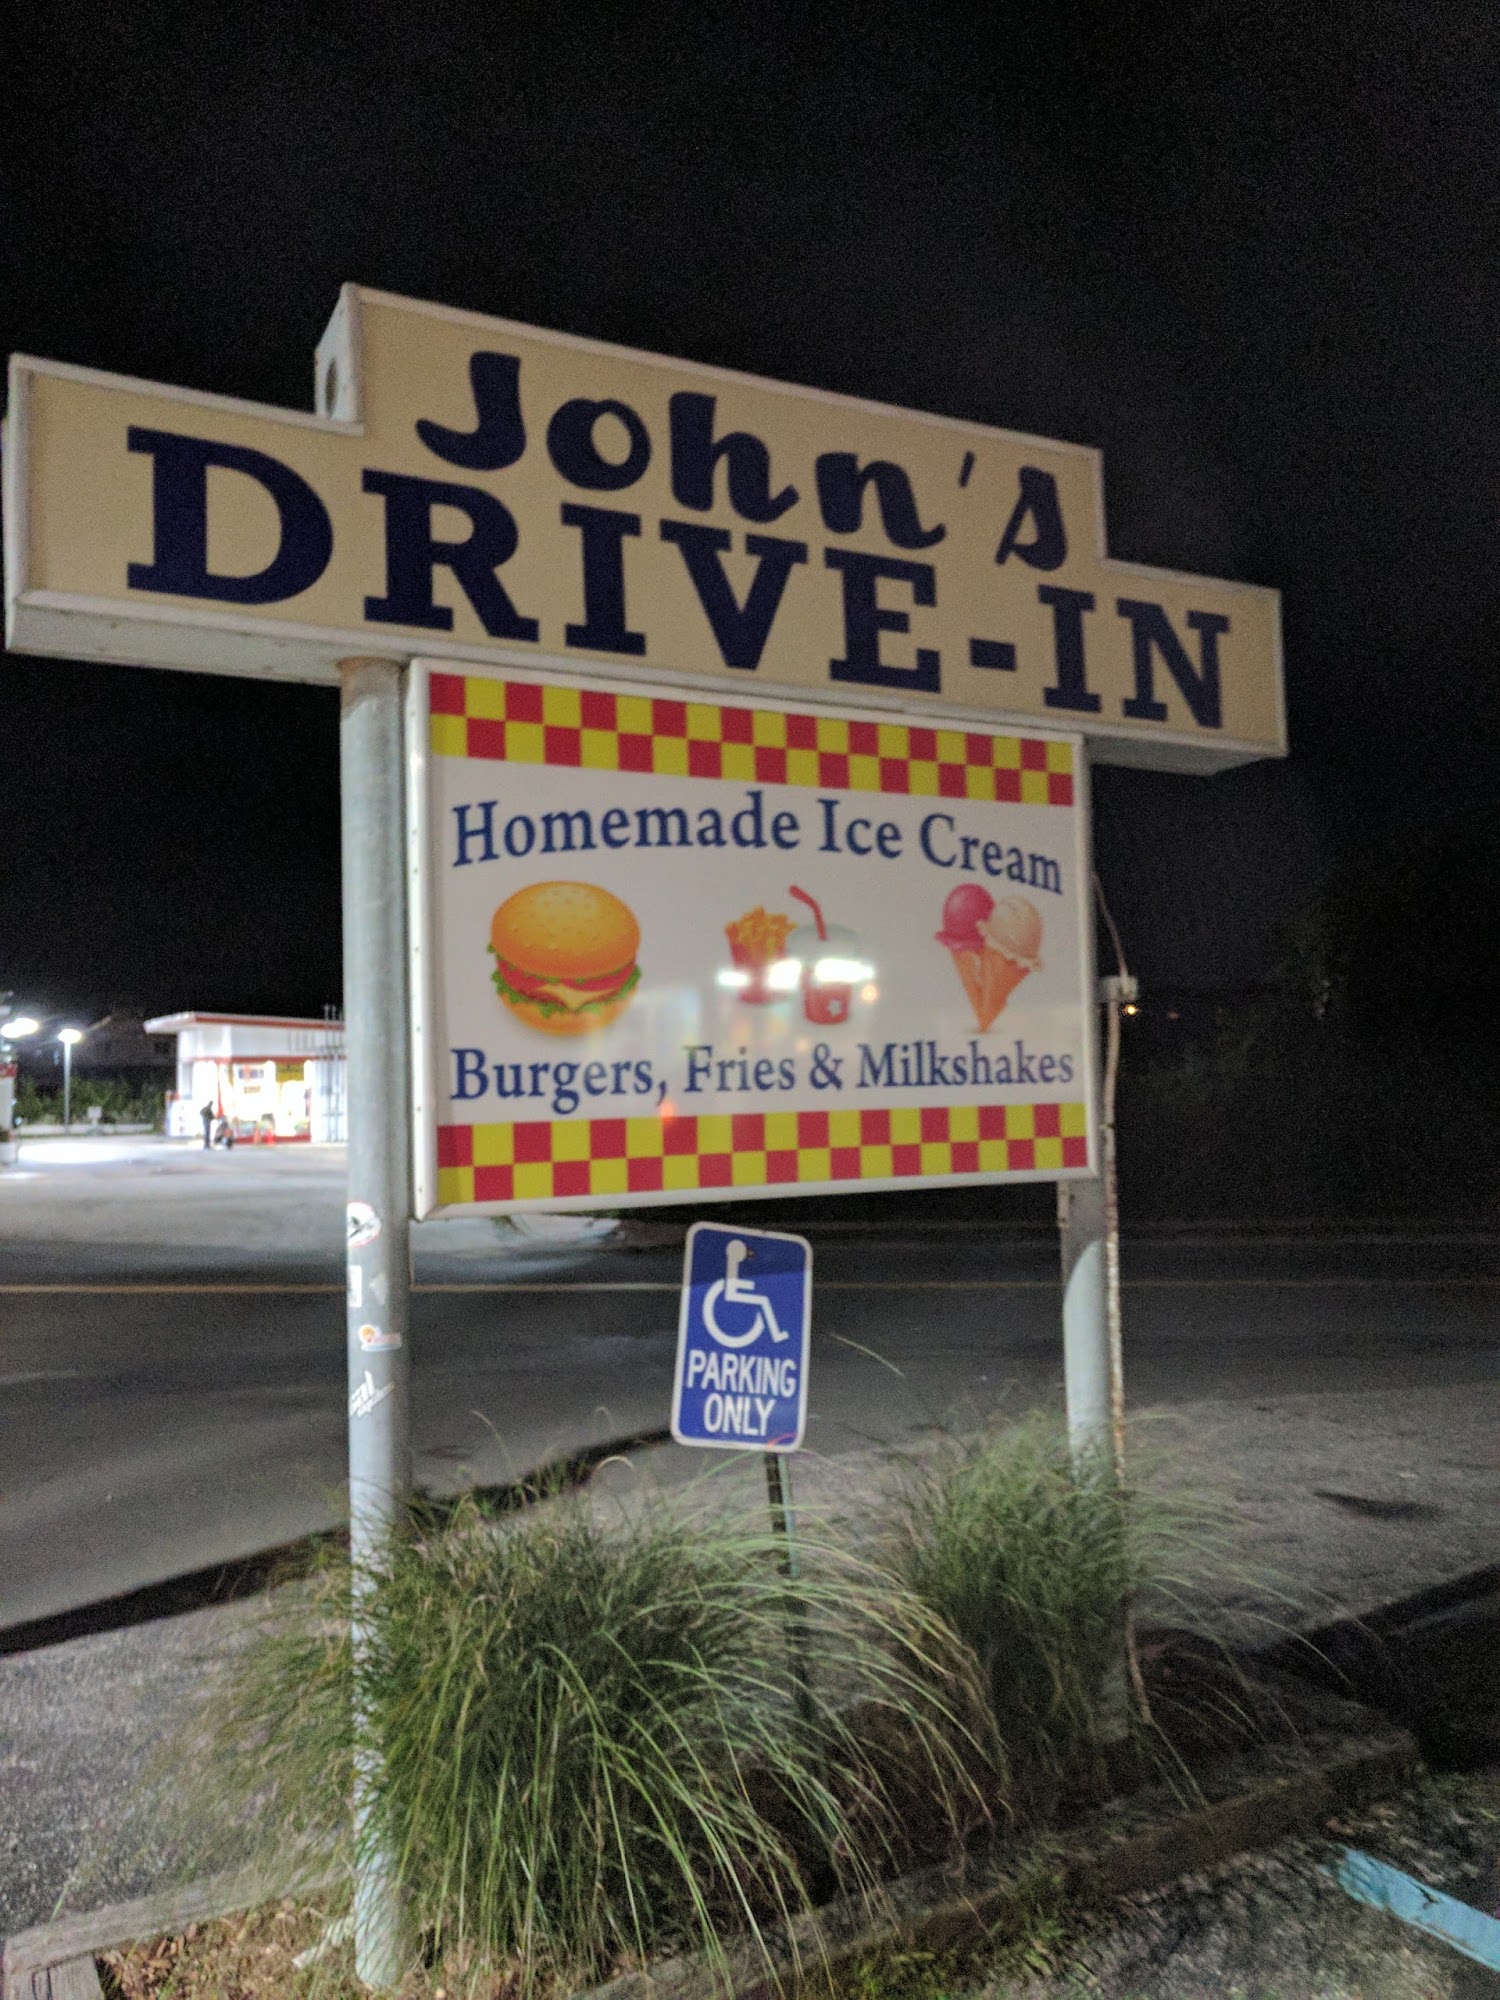 John's
DRIVE-IN
Homemade Ice Cream
Burgers, Fries & Milkshakes
PARKING
ONLY